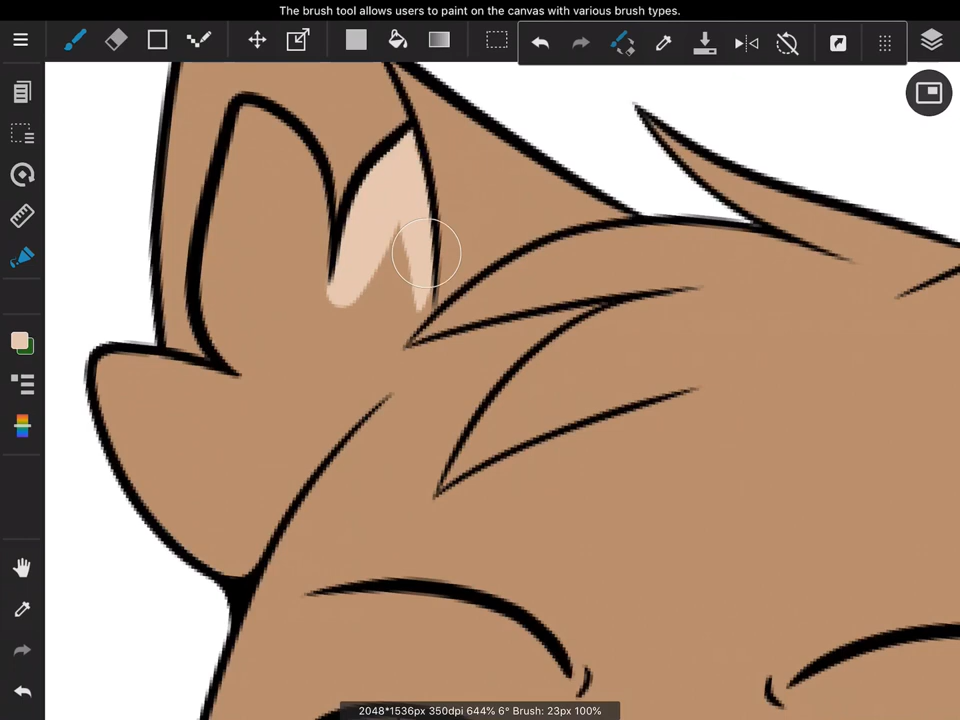 The brush tool allows users to paint on the canvas with various brush types.
2048*1536px 350dpi 644% 6° Brush: 23px 100%